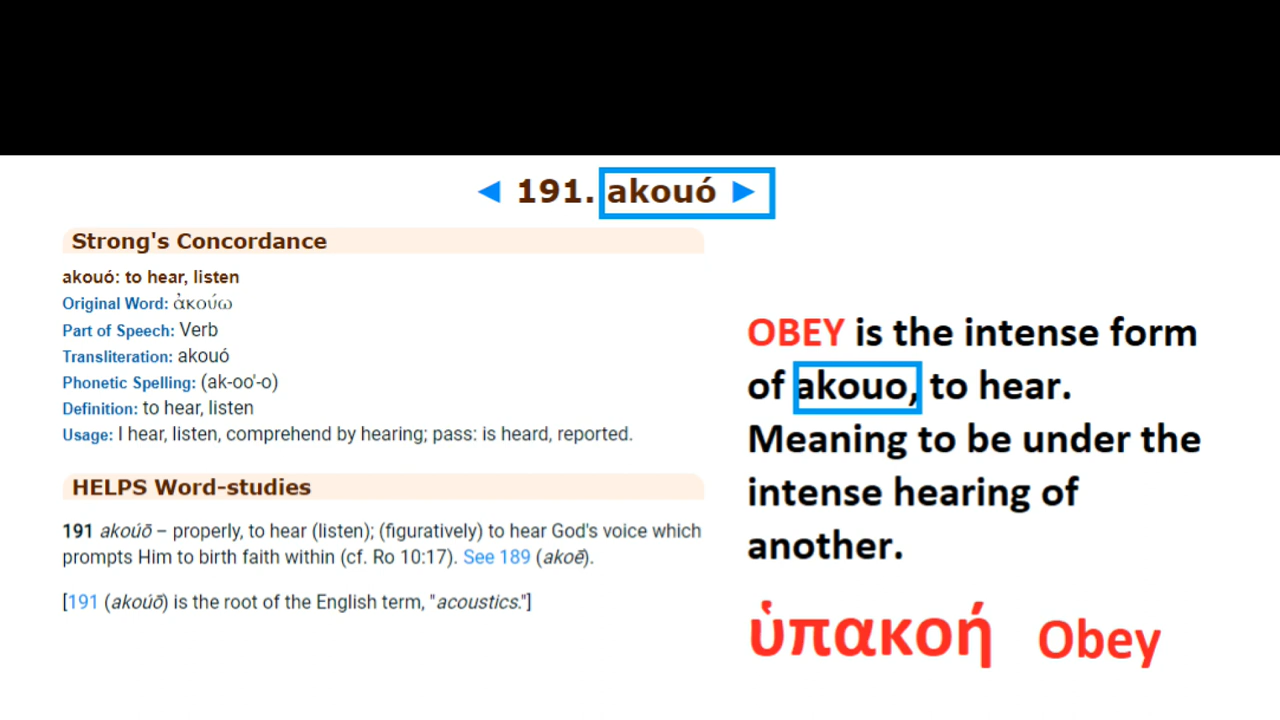 ◄ 191. akouó ►
Strong's Concordance
akouó: to hear, listen
Original Word: ἀκούω
Part of Speech: Verb
Transliteration: akouó
Phonetic Spelling: (ak-oo'-o)
Definition: to hear, listen
Usage: I hear, listen, comprehend by hearing; pass: is heard, reported.
HELPS Word-studies
191 akoúō – properly, to hear (listen); (figuratively) to hear God's voice which
prompts Him to birth faith within (cf. Ro 10:17). See 189 (akoē).
[191 (akoúō) is the root of the English term, "acoustics."]
OBEY is the intense form
of akouo, to hear.
Meaning to be under the
intense hearing of
another.
ὑπακοή Obey